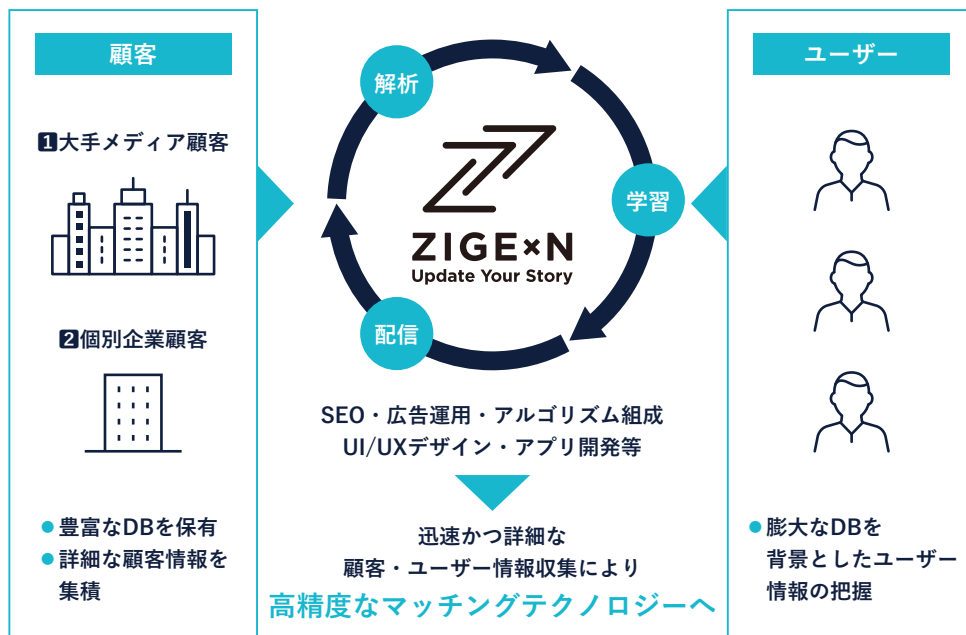 顧客
1大手メディア顧客
2個別企業顧客
豊富なDBを保有
詳細な顧客情報を
集積
解析
学習
配信
ZIGExN
Update Your Story
SEO・広告運用・アルゴリズム組成
UI/UXデザイン・アプリ開発等
迅速かつ詳細な
顧客・ユーザー情報収集により
高精度なマッチングテクノロジーへ
ユーザー
膨大なDBを
背景としたユーザー
情報の把握